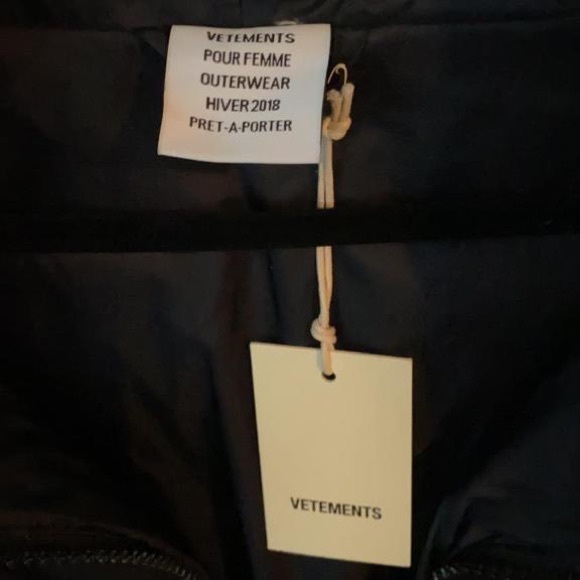 VETEMENTS
POUR FEMME
OUTERWEAR
HIVER 2018
PRET-A-PORTER
VETEMENTS